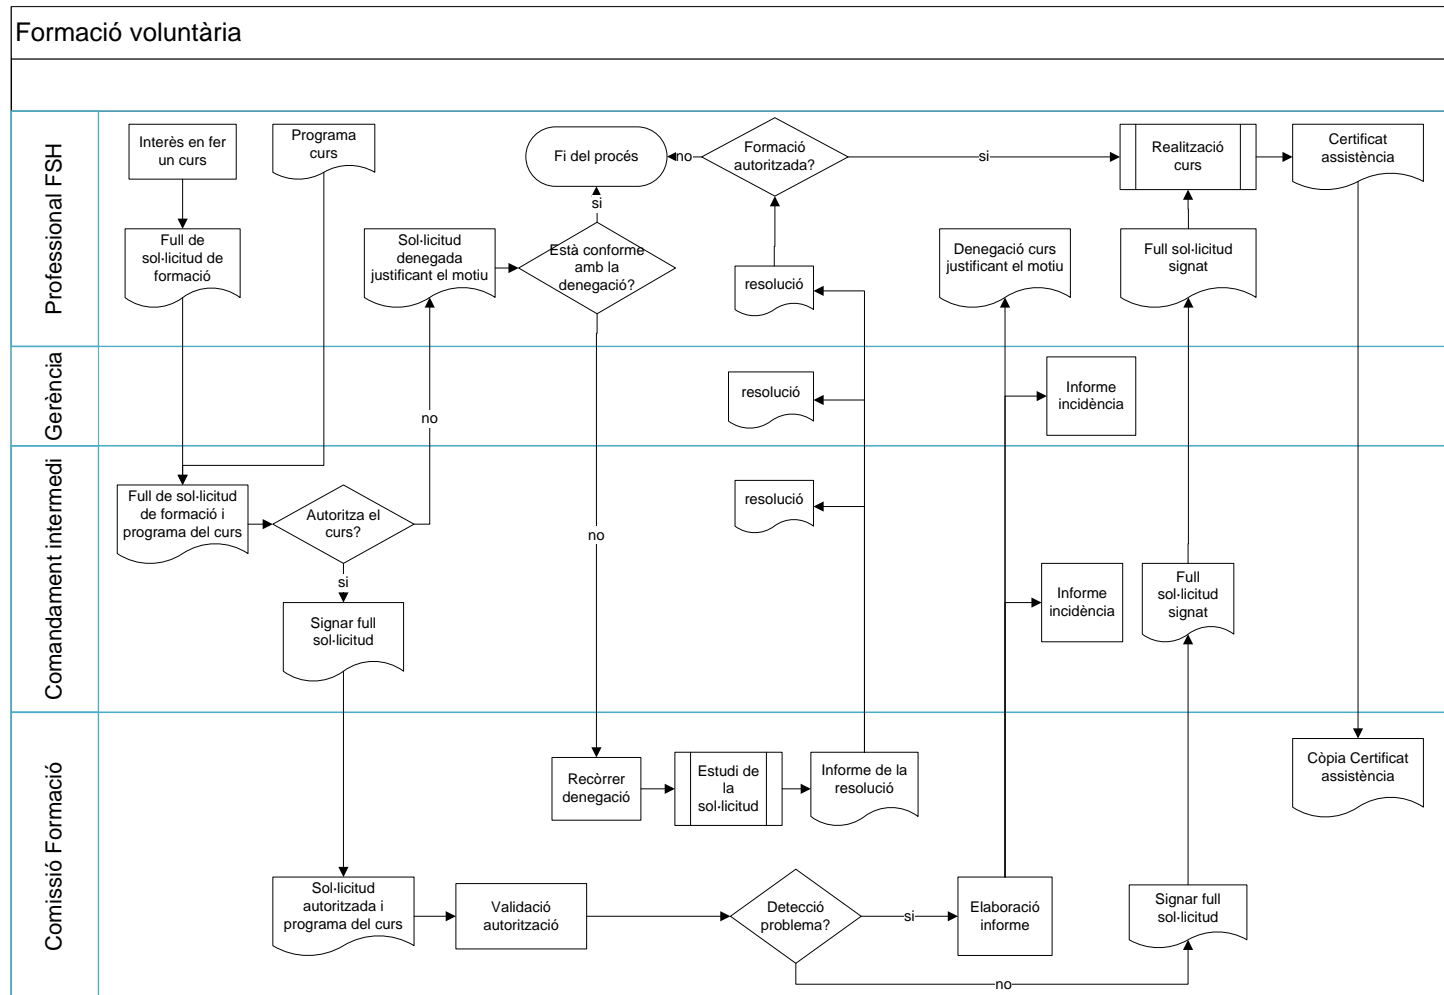 Formació voluntària
Professional FSH
Interès en fer
un curs
Programa
curs
Fi del procés
no
Formació
autoritzada?
si
Realització
curs
Certificat
assistència
si
Full de
sol·licitud de
formació
Sol·licitud
denegada
justificant el motiu
Està conforme
amb la
denegació?
resolució
Denegació curs
justificant el motiu
Full sol·licitud
signat
Gerència
no
resolució
Informe
incidència
Comandament intermedi
Full de sol·licitud
de formació i
programa del curs
Autoritza el
curs?
no
resolució
si
Signar full
sol·licitud
Informe
incidència
Full
sol·licitud
signat
Comissió Formació
Recòrrer
denegació
Estudi de
la
sol·licitud
Informe de la
resolució
Còpia Certificat
assistència
Sol·licitud
autoritzada i
programa del curs
Validació
autorització
Detecció
problema?
si
Elaboració
informe
Signar full
sol·licitud
no